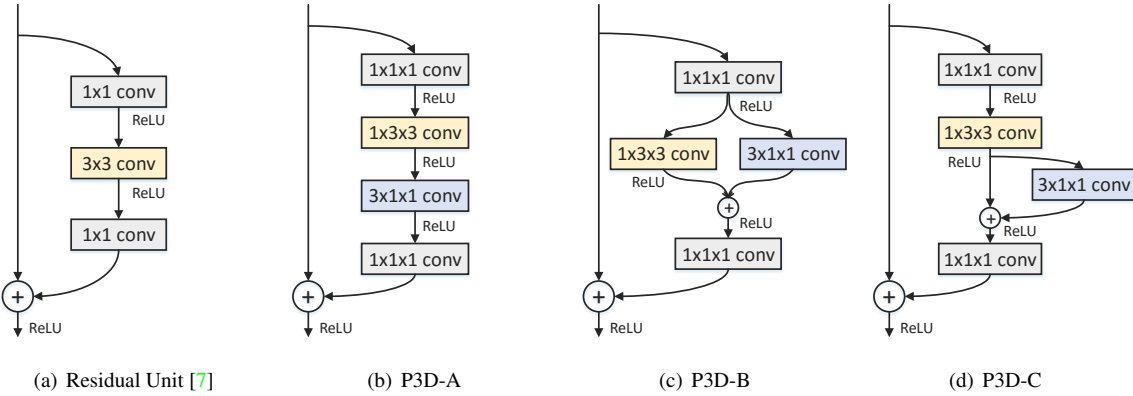 1x1 conv
ReLU
3x3 conv
ReLU
1x1 conv
+
ReLU
(a) Residual Unit [7]
1x1x1 conv
ReLU
1x3x3 conv
ReLU
3x1x1 conv
ReLU
1x1x1 conv
+
ReLU
(b) P3D-A
1x1x1 conv
ReLU
1x3x3 conv
3x1x1 conv
ReLU
+
ReLU
1x1x1 conv
+
ReLU
(c) P3D-B
1x1x1 conv
ReLU
1x3x3 conv
ReLU
3x1x1 conv
+
ReLU
1x1x1 conv
+
ReLU
(d) P3D-C